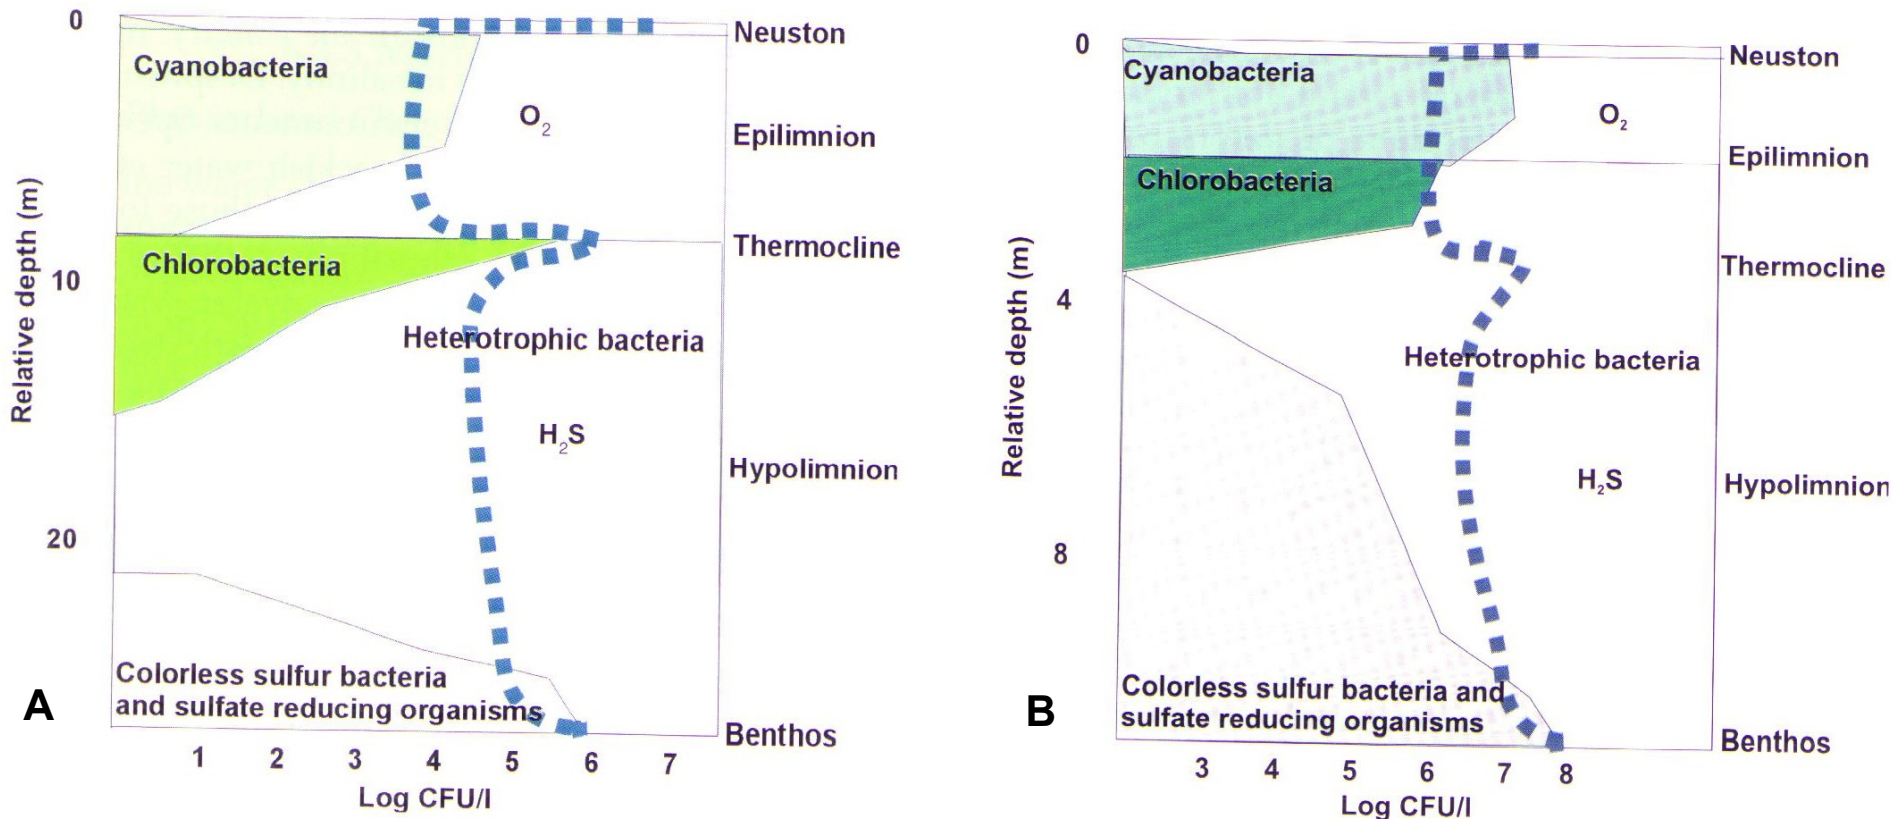 0
10
20
Relative depth (m)
A
Cyanobacteria
O2
Chlorobacteria
Heterotrophic bacteria
H2S
Colorless sulfur bacteria
and sulfate reducing organisms
Neuston
Epilimnion
Thermocline
Hypolimnion
Benthos
1 2 3 4 5 6 7
Log CFU/l
0
4
8
Relative depth (m)
B
Cyanobacteria
O2
Chlorobacteria
Heterotrophic bacteria
H2S
Colorless sulfur bacteria and
sulfate reducing organisms
Neuston
Epilimnion
Thermocline
Hypolimnion
Benthos
3 4 5 6 7 8
Log CFU/l